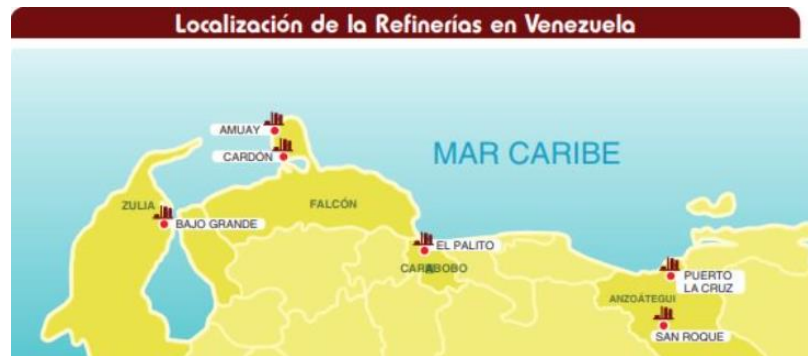 Localización de la Refinerías en Venezuela
AMUAY
CARDÓN
MAR CARIBE
ZULIA
FALCÓN
BAJO GRANDE
EL PALITO
CARABOBO
PUERTO
LA CRUZ
ANZOÁTEGUI
SAN ROQUE